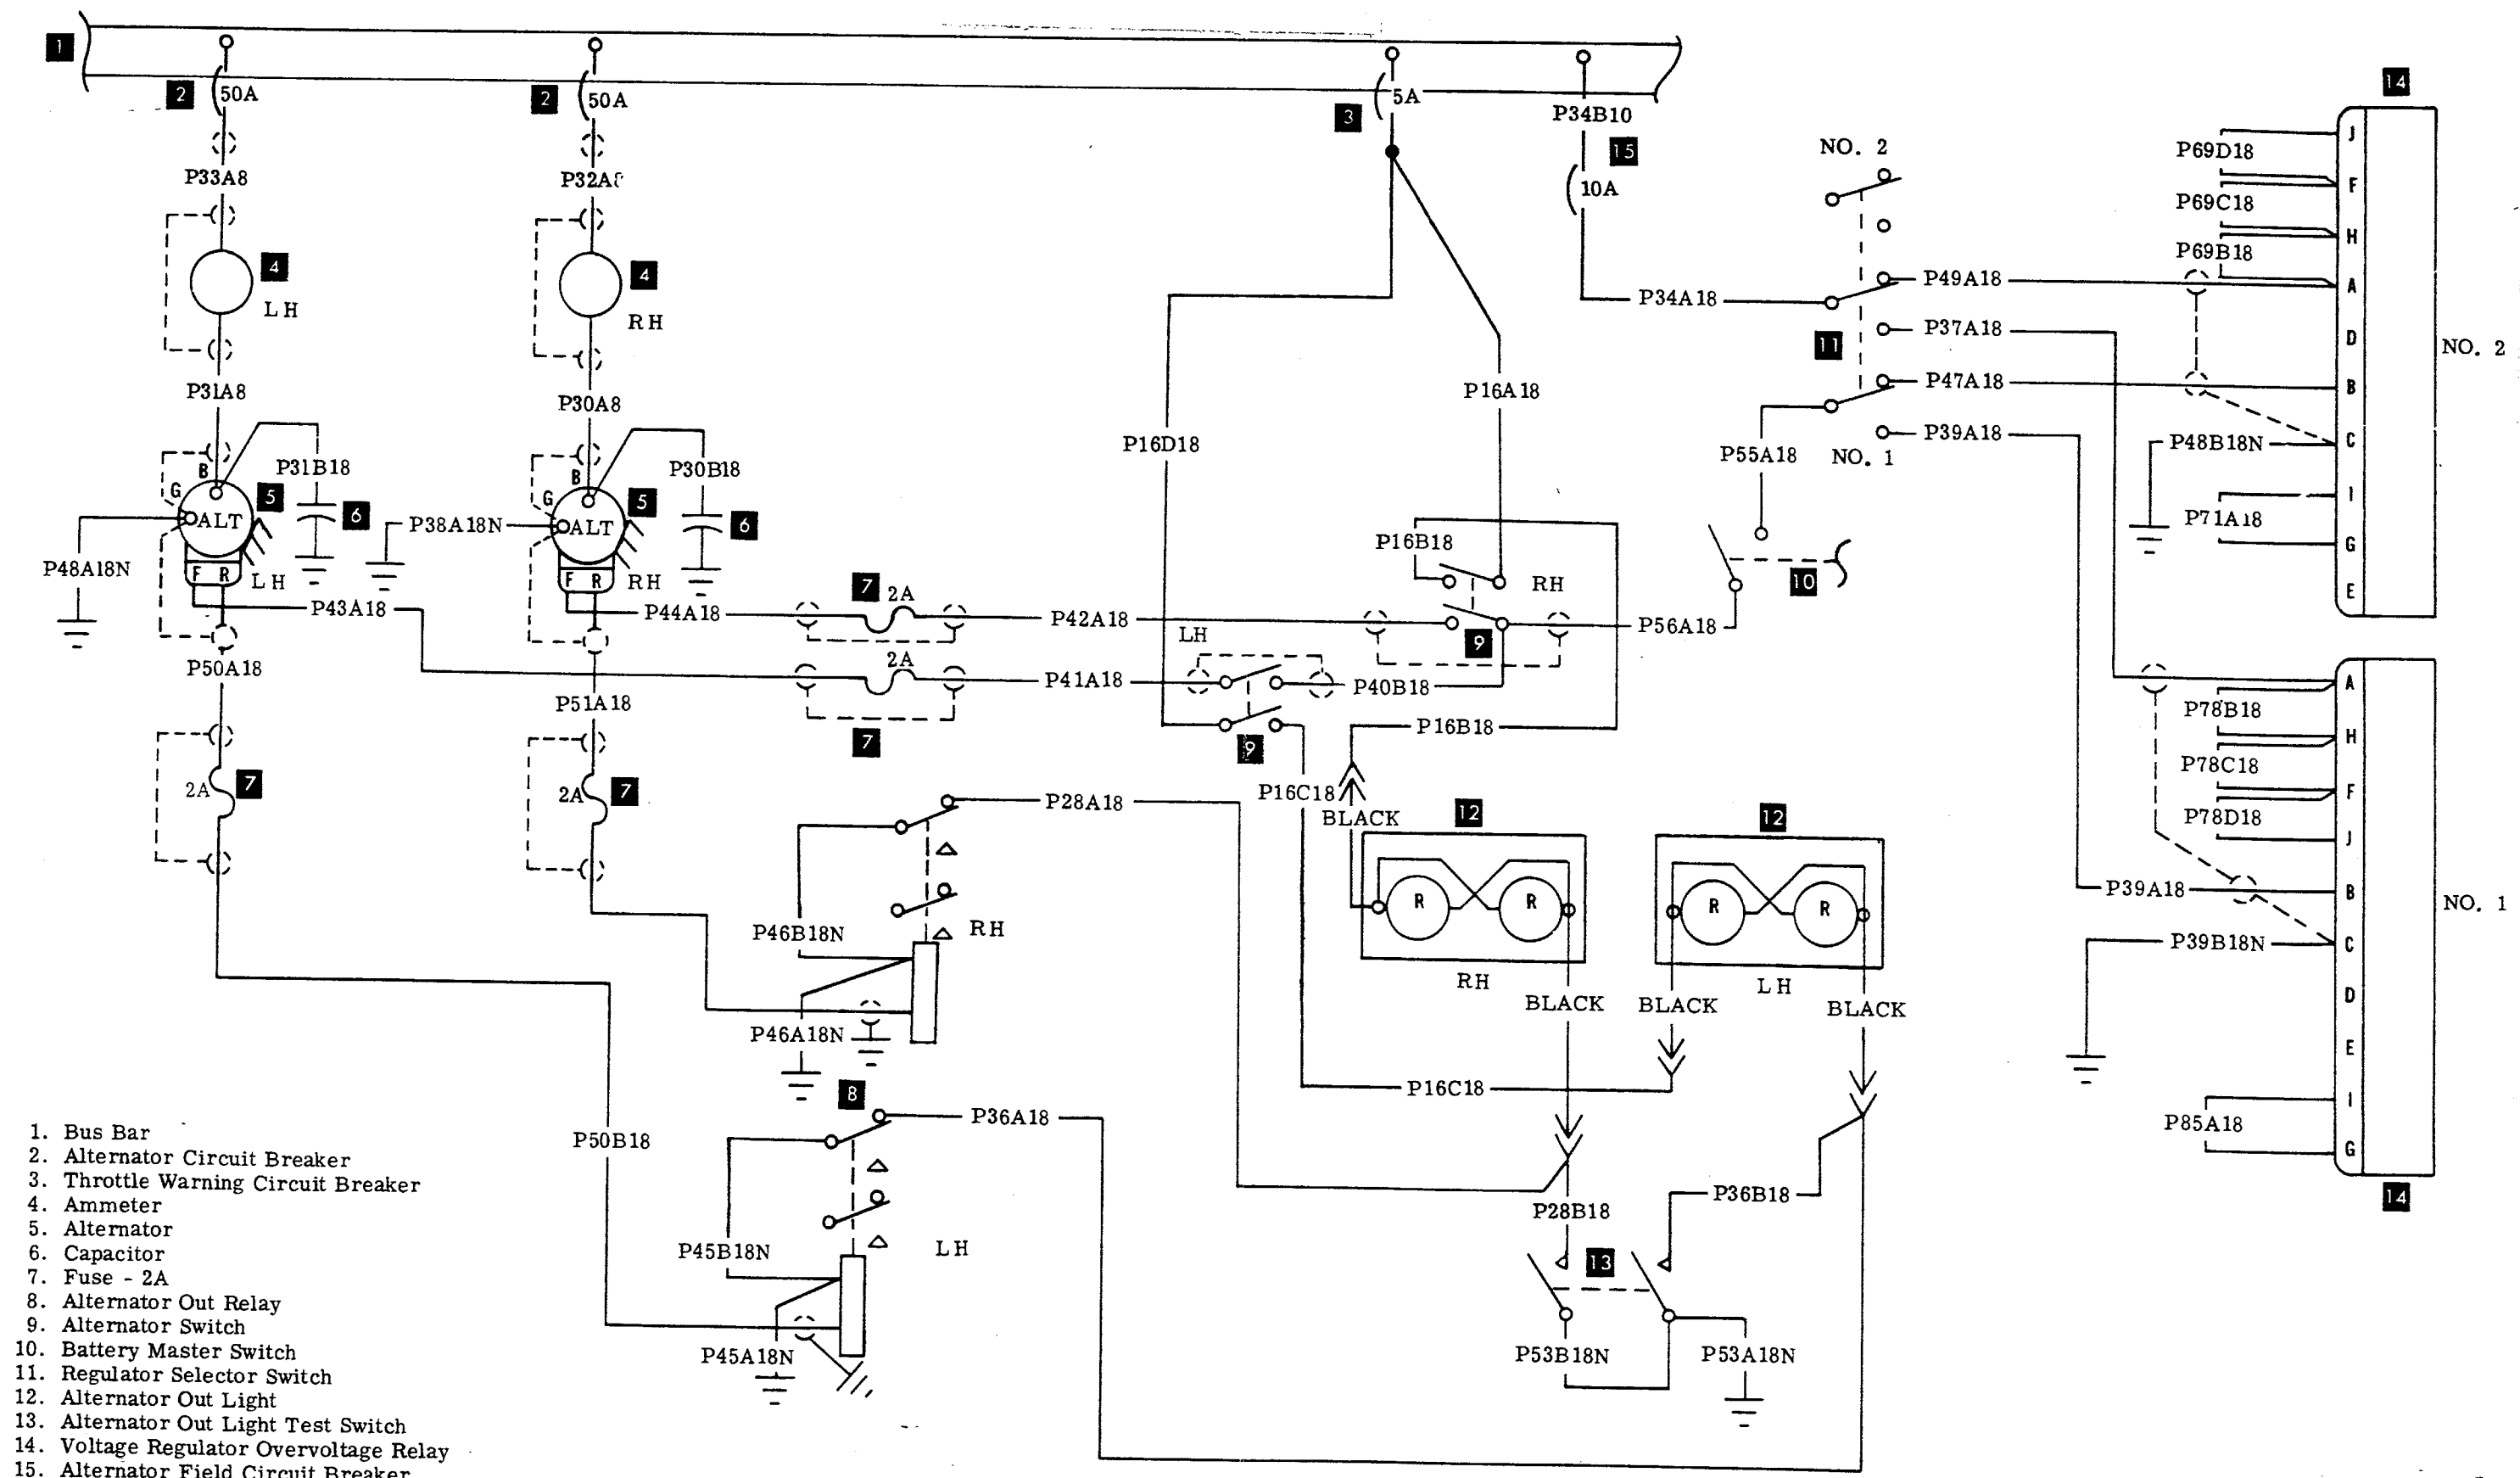 1
2
50A
2
50A
3
5A
P34B10
15
10A
14
NO. 2
P33A8
P32A8
P69D18
J
P69C18
F
P69B18
H
4
LH
4
RH
P34A18
P49A18
A
P37A18
D
11
NO. 2
P31A8
P30A8
P16A18
P47A18
B
P16D18
P55A18
NO. 1
P39A18
P48B18N
C
B
G
P31B18
5
ALT
6
B
G
P30B18
5
ALT
6
P38A18N
P71A18
I
G
E
P48A18N
F R
LH
F R
RH
P16B18
RH
10
P43A18
P44A18
7
2A
P42A18
LH
9
P56A18
P50A18
2A
P41A18
P40B18
P51A18
7
9
P16B18
A
P78B18
H
P78C18
F
P78D18
J
2A
7
2A
7
P28A18
P16C18
BLACK
12
12
R
R
R
R
P39A18
B
NO. 1
P46B18N
RH
RH
LH
P39B18N
C
BLACK
BLACK
BLACK
D
P46A18N
E
8
P36A18
P16C18
I
P85A18
G
P50B18
P36B18
14
P28B18
P45B18N
LH
13
P45A18N
P53B18N
P53A18N
1. Bus Bar
2. Alternator Circuit Breaker
3. Throttle Warning Circuit Breaker
4. Ammeter
5. Alternator
6. Capacitor
7. Fuse - 2A
8. Alternator Out Relay
9. Alternator Switch
10. Battery Master Switch
11. Regulator Selector Switch
12. Alternator Out Light
13. Alternator Out Light Test Switch
14. Voltage Regulator Overvoltage Relay
15. Alternator Field Circuit Breaker